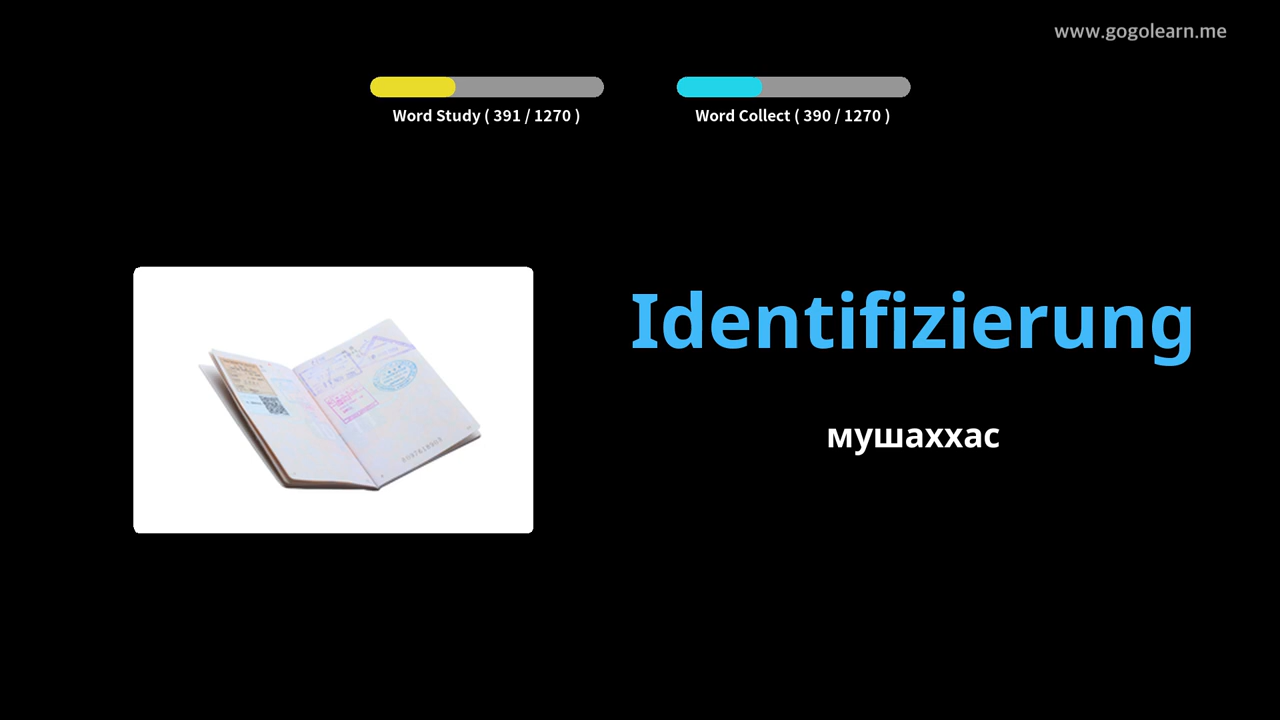 www.gogolearn.me
Word Study ( 391 / 1270 )
Word Collect ( 390 / 1270 )
Identifizierung
мушаххас